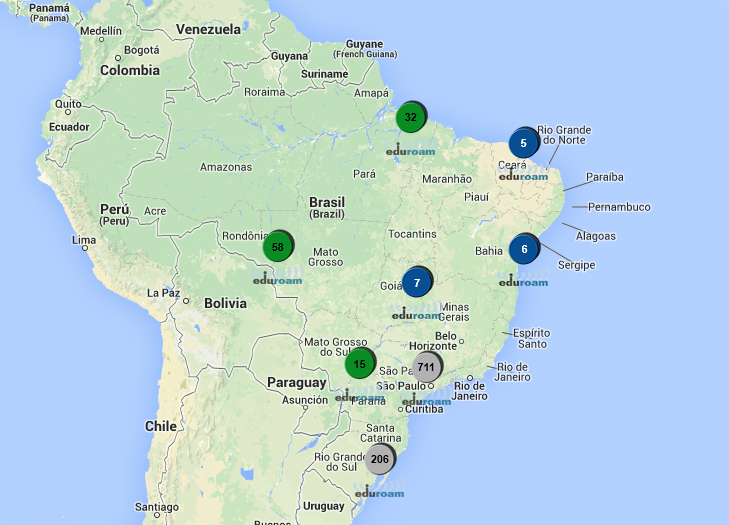 Panamá
(Panama)
Medellín
Bogotá
Colombia
Venezuela
Guyana
Suriname
Guyane
(French Guiana)
Roraima
Amapá
Quito
Ecuador
32
eduroam
5
Rio Grande
do Norte
Ceará
eduroam
Amazonas
Pará
Maranhão
Piauí
Paraíba
Pernambuco
Alagoas
Sergipe
Acre
Perú
(Peru)
Lima
Brasil
(Brazil)
Rondônia
58
eduroam
Mato
Grosso
Tocantins
Bahia
6
eduroam
La Paz
Bolivia
Goiás
7
eduroam
Minas
Gerais
Belo
Horizonte
Espírito
Santo
Mato Grosso
do Sul
15
eduroam
Paraná
São Pa
711
São Paulo
eduroam
Rio de
Janeiro
Rio de
Janeiro
Curitiba
Paraguay
Asunción
Chile
Santa
Catarina
Rio Grande
do Sul
206
eduroam
Santiago
Uruguay
Buenos